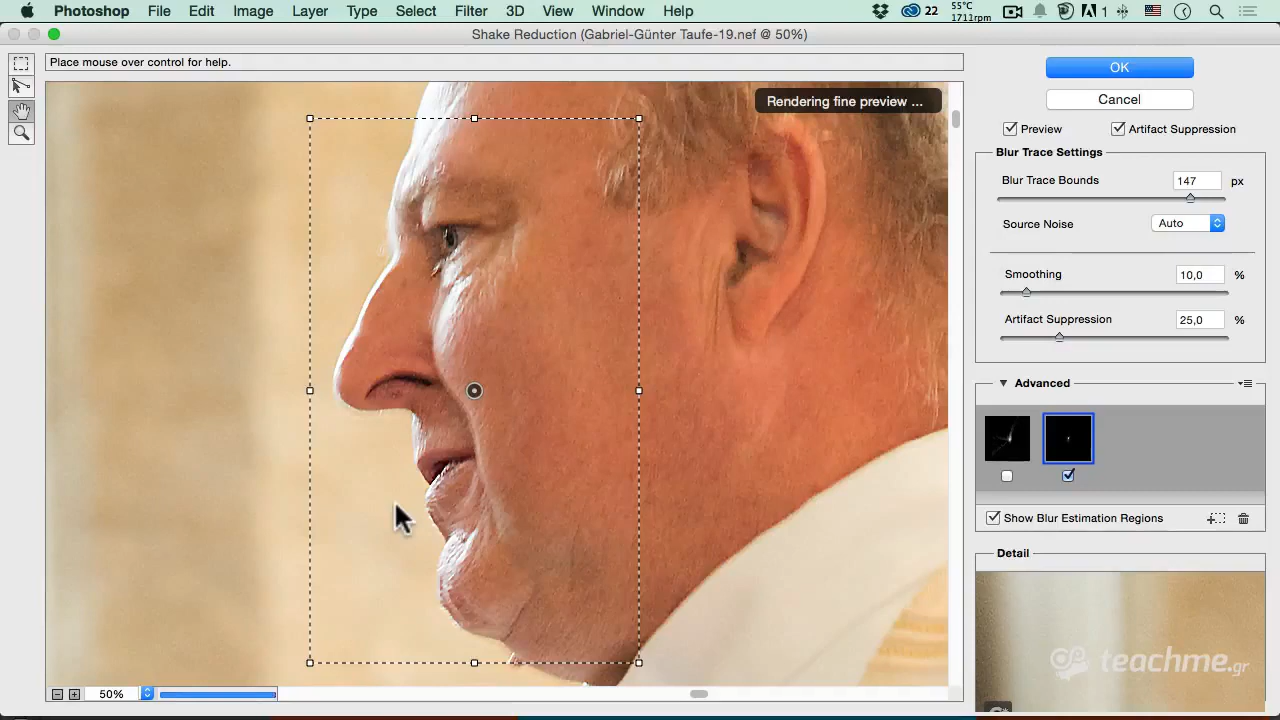 Photoshop File Edit Image Layer Type Select Filter 3D View Window Help 22 55°C 1711rpm 1
Shake Reduction (Gabriel-Günter Taufe-19.nef @ 50%)
Place mouse over control for help.
OK
Rendering fine preview ...
Cancel
Preview Artifact Suppression
Blur Trace Settings
Blur Trace Bounds 147 px
Source Noise Auto
Smoothing 10,0 %
Artifact Suppression 25,0 %
Advanced
Show Blur Estimation Regions
Detail
teachme.gr
50%